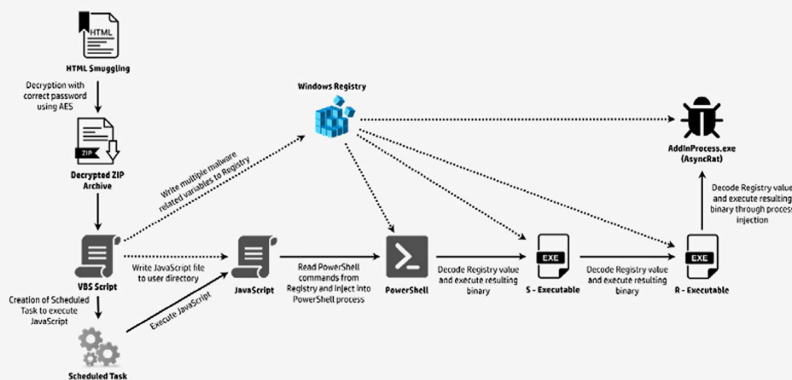 HTML
HTML Smuggling
Decryption with
correct password
using AES
ZIP
Decrypted ZIP
Archive
Windows Registry
Write multiple malware
related variables to Registry
AddInProcess.exe
(AsyncRat)
Decode Registry value
and execute resulting
binary through process
injection
VBS Script
Write JavaScript file
to user directory
JavaScript
Read PowerShell
commands from
Registry and inject into
PowerShell process
PowerShell
Decode Registry value
and execute resulting
binary
EXE
S - Executable
Decode Registry value
and execute resulting
binary
EXE
R - Executable
Creation of Scheduled
Task to execute
JavaScript
Execute JavaScript
Scheduled Task